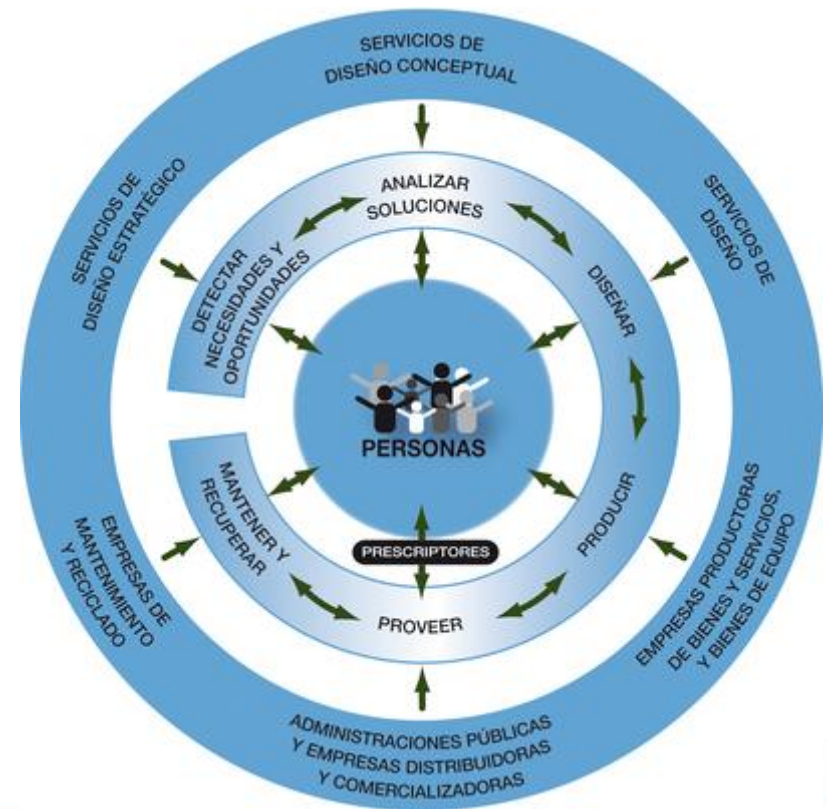 SERVICIOS DE
DISEÑO CONCEPTUAL
SERVICIOS DE
DISEÑO ESTRATÉGICO
SERVICIOS DE
DISEÑO
ANALIZAR
SOLUCIONES
DETECTAR
NECESIDADES Y
OPORTUNIDADES
DISEÑAR
PERSONAS
MANTENER Y
RECUPERAR
PRODUCIR
PRESCRIPTORES
PROVEER
EMPRESAS DE
MANTENIMIENTO
Y RECICLADO
EMPRESAS PRODUCTORAS
DE BIENES Y SERVICIOS,
Y BIENES DE EQUIPO
ADMINISTRACIONES PÚBLICAS
Y EMPRESAS DISTRIBUIDORAS
Y COMERCIALIZADORAS